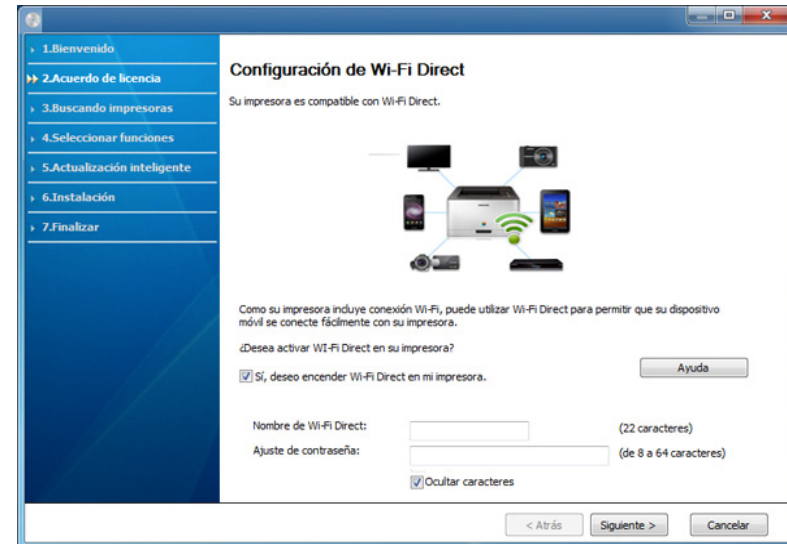 1.Bienvenido
2.Acuerdo de licencia
3.Buscando impresoras
4.Seleccionar funciones
5.Actualización inteligente
6.Instalación
7.Finalizar
Configuración de Wi-Fi Direct
Su impresora es compatible con Wi-Fi Direct.
Como su impresora incluye conexión Wi-Fi, puede utilizar Wi-Fi Direct para permitir que su dispositivo
móvil se conecte fácilmente con su impresora.
¿Desea activar WI-Fi Direct en su impresora?
Sí, deseo encender Wi-Fi Direct en mi impresora.
Ayuda
Nombre de Wi-Fi Direct: (22 caracteres)
Ajuste de contraseña: (de 8 a 64 caracteres)
Ocultar caracteres
< Atrás Siguiente > Cancelar